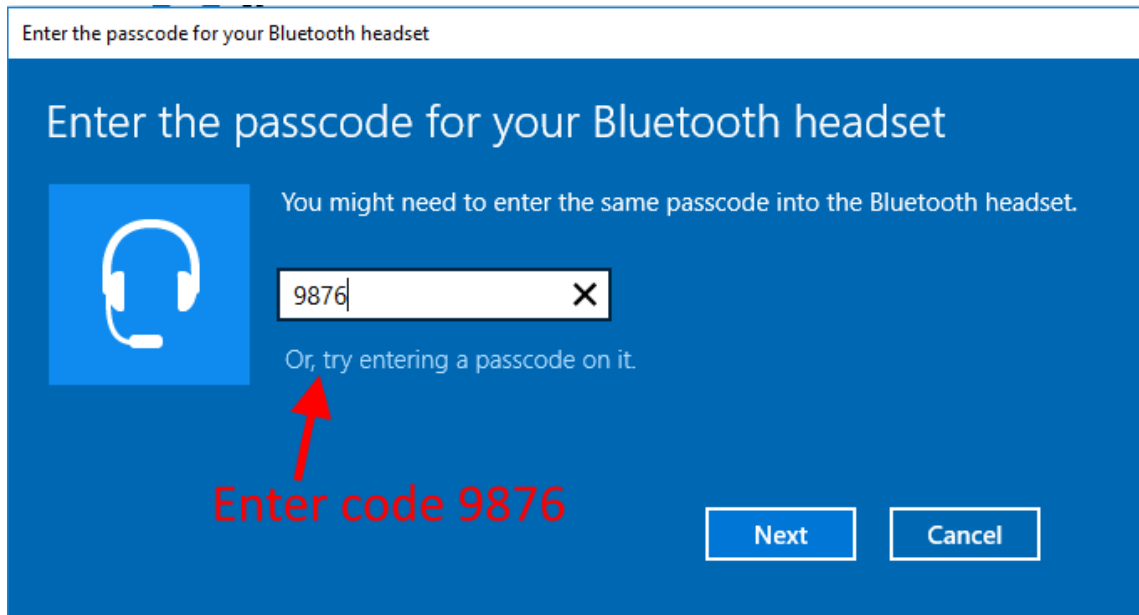 Enter the passcode for your Bluetooth headset
Enter the passcode for your Bluetooth headset
You might need to enter the same passcode into the Bluetooth headset.
9876
Or, try entering a passcode on it.
Enter code 9876
Next Cancel